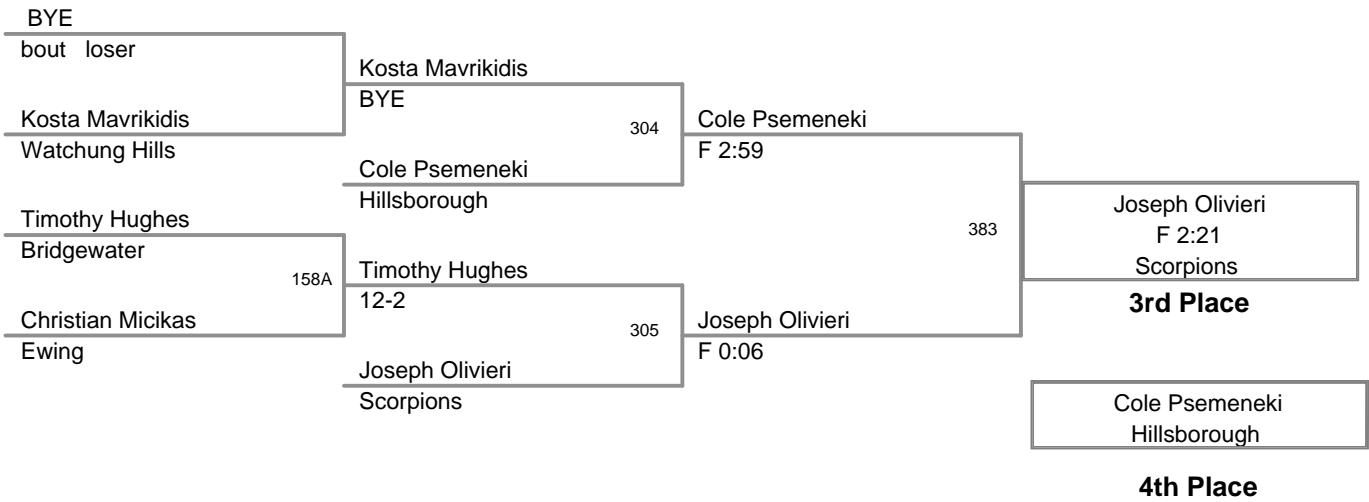 BYE
bout loser
Kosta Mavrikidis
Watchung Hills
Timothy Hughes
Bridgewater
158A
Christian Micikas
Ewing
Kosta Mavrikidis
BYE
304
Cole Psemeneki
Hillsborough
Timothy Hughes
12-2
305
Joseph Olivieri
Scorpions
Cole Psemeneki
F 2:59
383
Joseph Olivieri
F 0:06
Joseph Olivieri
F 2:21
Scorpions
3rd Place
Cole Psemeneki
Hillsborough
4th Place